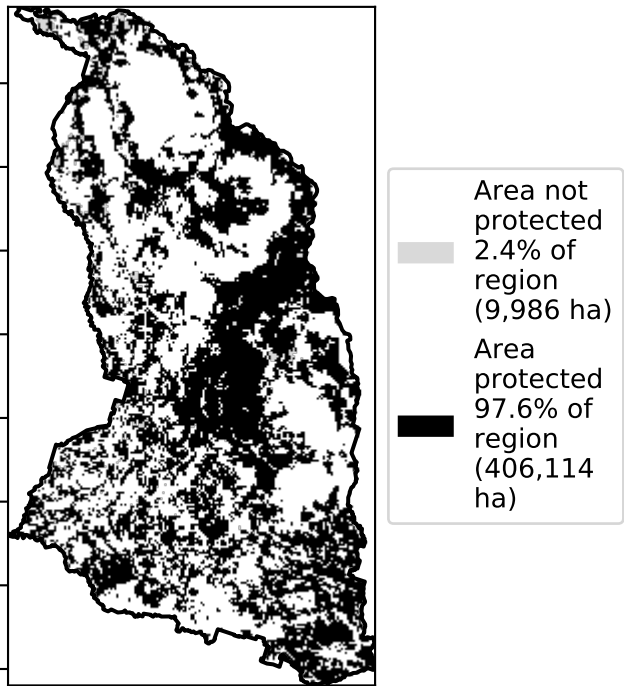 Area not
protected
2.4% of
region
(9,986 ha)
Area
protected
97.6% of
region
(406,114
ha)